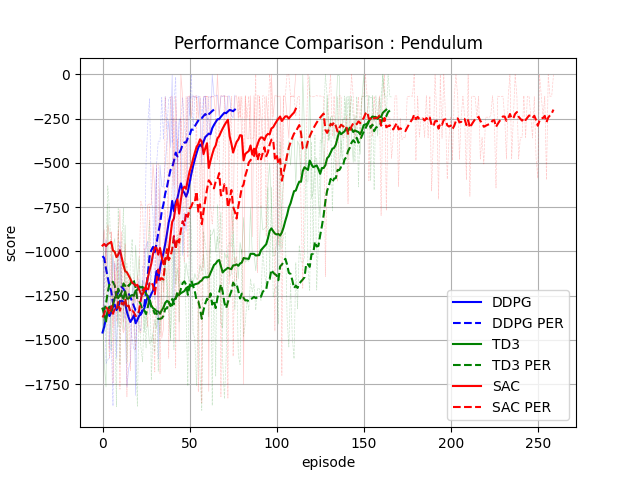 Performance Comparison : Pendulum
score
0
−250
−500
−750
−1000
−1250
−1500
−1750
0 50 100 150 200 250
episode
DDPG
DDPG PER
TD3
TD3 PER
SAC
SAC PER